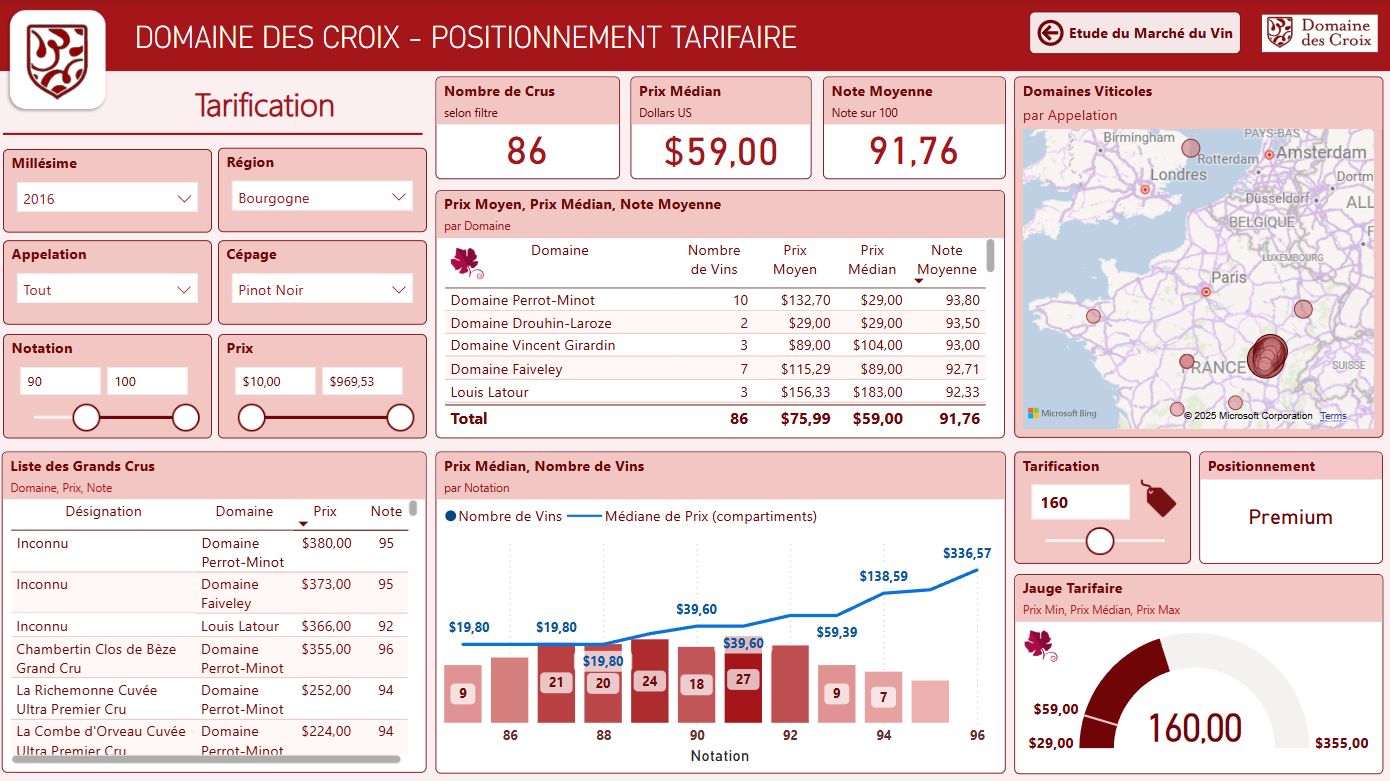 DOMAINE DES CROIX - POSITIONNEMENT TARIFAIRE
Etude du Marché du Vin
Domaine
des Croix
Tarification
Millésime
2016
Région
Bourgogne
Appelation
Tout
Cépage
Pinot Noir
Notation
90
100
Prix
$10,00
$969,53
Nombre de Crus
selon filtre
86
Prix Médian
Dollars US
$59,00
Note Moyenne
Note sur 100
91,76
Prix Moyen, Prix Médian, Note Moyenne
par Domaine
Domaine Nombre de Vins Prix Moyen Prix Médian Note Moyenne
Domaine Perrot-Minot 10 $132,70 $29,00 93,80
Domaine Drouhin-Laroze 2 $29,00 $29,00 93,50
Domaine Vincent Girardin 3 $89,00 $104,00 93,00
Domaine Faiveley 7 $115,29 $89,00 92,71
Louis Latour 3 $156,33 $183,00 92,33
Total 86 $75,99 $59,00 91,76
Domaines Viticoles
par Appelation
Birmingham
PAYS-BAS
Rotterdam
Amsterdam
Londres
Dortm
Düsseldorf
ALL
BELGIQUE
F
LUXEMBOURG
Paris
FRANCE
SUISSE
Microsoft Bing
© 2025 Microsoft Corporation Terms
Liste des Grands Crus
Domaine, Prix, Note
Désignation Domaine Prix Note
Inconnu Domaine Perrot-Minot $380,00 95
Inconnu Domaine Faiveley $373,00 95
Inconnu Louis Latour $366,00 92
Chambertin Clos de Bèze Grand Cru Domaine Perrot-Minot $355,00 96
La Richemonne Cuvée Ultra Premier Cru Domaine Perrot-Minot $252,00 94
La Combe d'Orveau Cuvée Ultra Premier Cru Domaine Perrot-Minot $224,00 94
Prix Médian, Nombre de Vins
par Notation
Nombre de Vins Médiane de Prix (compartiments)
$19,80
$19,80
$19,80
$39,60
$39,60
$59,39
$138,59
$336,57
9
21
20
24
18
27
9
7
86 88 90 92 94 96
Notation
Tarification
160
Positionnement
Premium
Jauge Tarifaire
Prix Min, Prix Médian, Prix Max
$59,00
$29,00
160,00
$355,00